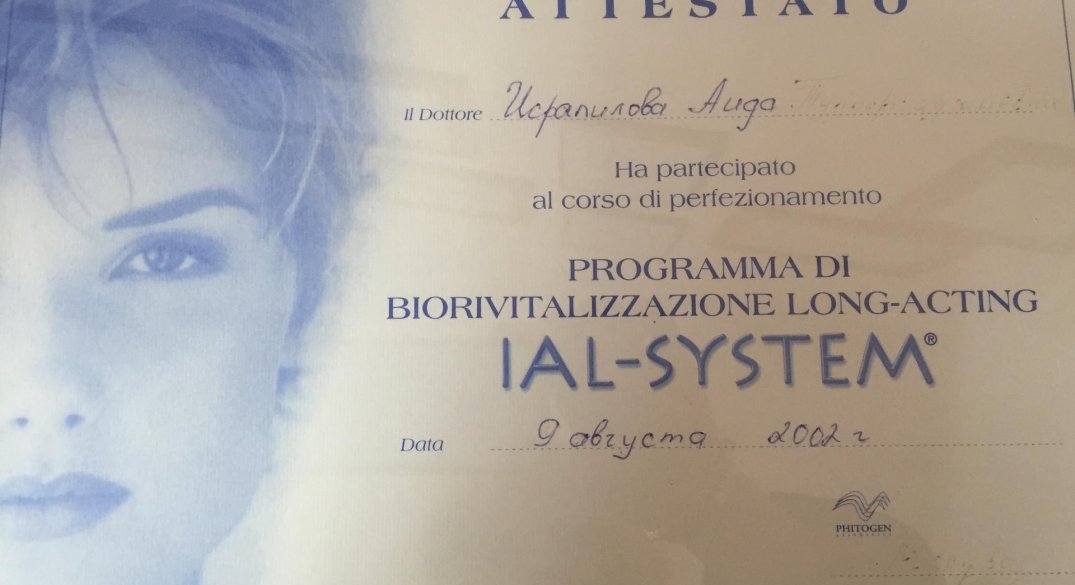 ATTESTATO
Il Dottore Исрапилова Аида
Ha partecipato
al corso di perfezionamento
PROGRAMMA DI
BIORIVITALIZZAZIONE LONG-ACTING
IAL-SYSTEM®
Data 9 августа 2002 г
PHITOGEN